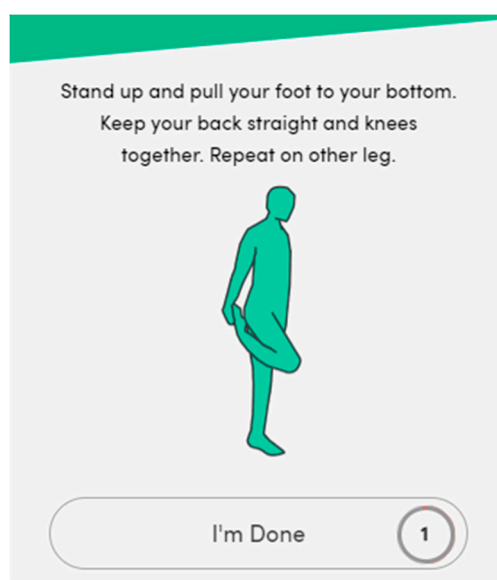 Stand up and pull your foot to your bottom.
Keep your back straight and knees
together. Repeat on other leg.
I'm Done
1